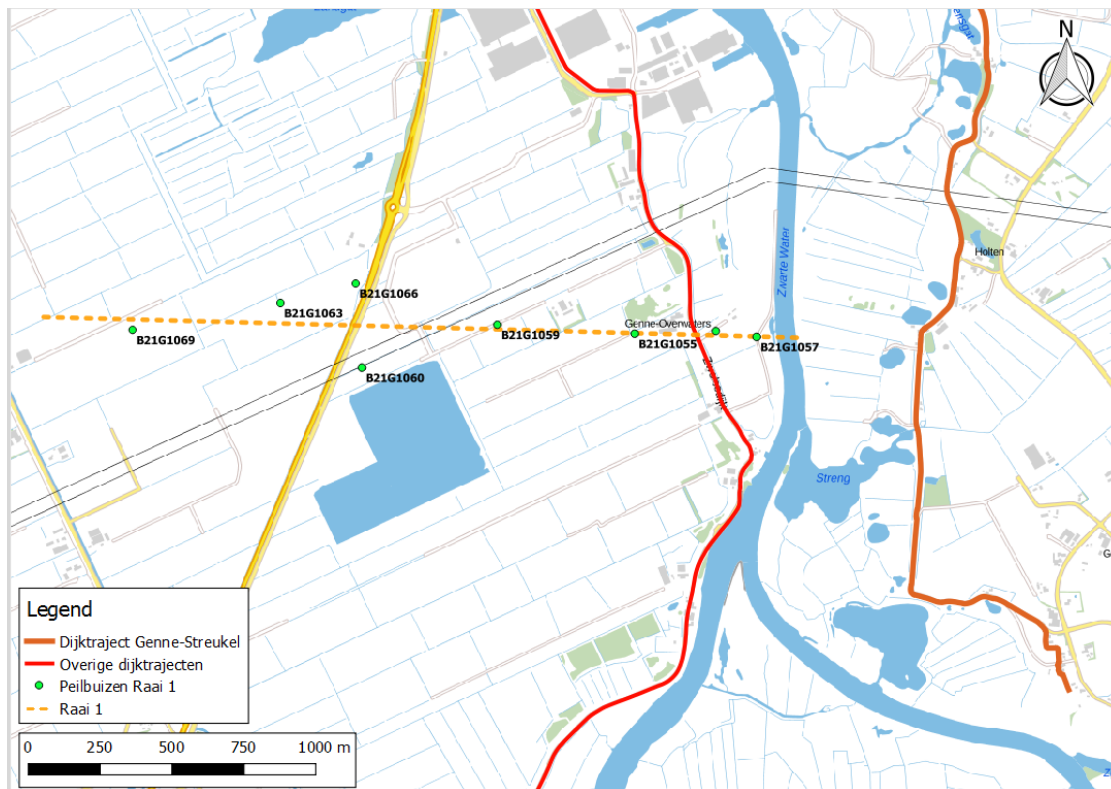 N
Zwarte Water
Holten
B21G1066
B21G1063
B21G1069
B21G1059
Genne-Overwaters
B21G1055
B21G1057
B21G1060
Streng
G
Legend
Dijktraject Genne-Streukel
Overige dijktrajecten
Peilbuizen Raai 1
Raai 1
0 250 500 750 1000 m